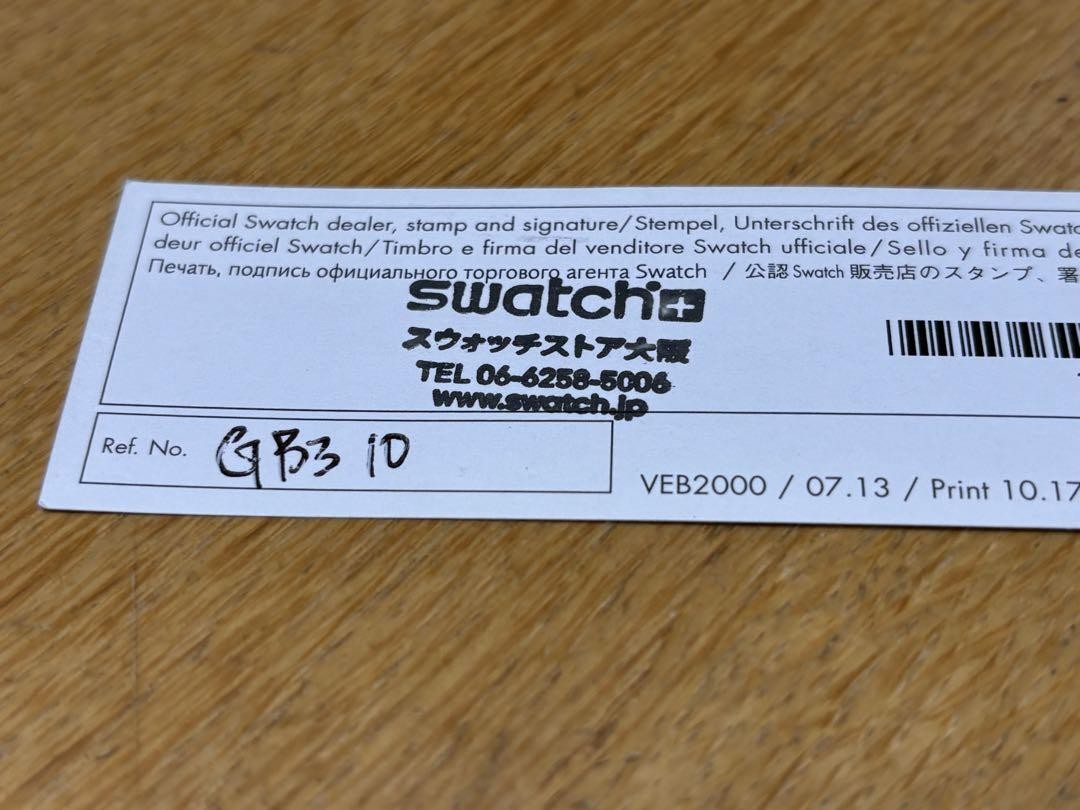 Official Swatch dealer, stamp and signature/Stempel, Unterschrift des offiziellen Swatc
deur officiel Swatch/Timbro e firma del venditore Swatch ufficiale/Sello y firma de
Печать, подпись официального торгового агента Swatch / 公認 Swatch 販売店のスタンプ、署
swatch+
スウォッチストア大阪
TEL 06-6258-5006
www.swatch.jp
Ref. No. GB310
VEB2000 / 07.13 / Print 10.17